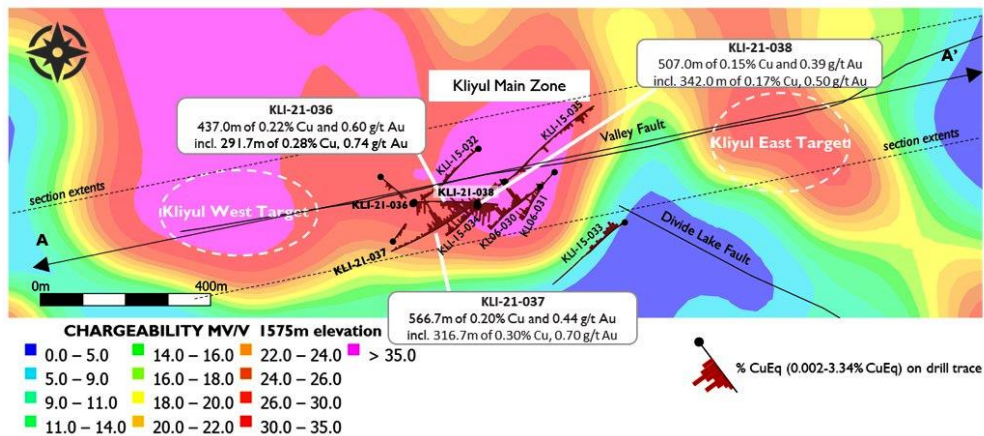 KLI-21-038
507.0m of 0.15% Cu and 0.39 g/t Au
incl. 342.0 m of 0.17% Cu, 0.50 g/t Au
A'
Kliyul Main Zone
KLI-21-036
437.0m of 0.22% Cu and 0.60 g/t Au
incl. 291.7m of 0.28% Cu, 0.74 g/t Au
KLI-15-035
Valley Fault
Kliyul East Target
KLI-15-032
section extents
section extents
KLI-21-038
KLI-21-036
Kliyul West Target
KLI-15-034
KL06-030
KL06-031
KLI-15-033
Divide Lake Fault
KLI-21-037
A
0m 400m
KLI-21-037
566.7m of 0.20% Cu and 0.44 g/t Au
incl. 316.7m of 0.30% Cu, 0.70 g/t Au
CHARGEABILITY MV/V 1575m elevation
0.0 – 5.0 14.0 – 16.0 22.0 – 24.0 > 35.0
5.0 – 9.0 16.0 – 18.0 24.0 – 26.0
9.0 – 11.0 18.0 – 20.0 26.0 – 30.0
11.0 – 14.0 20.0 – 22.0 30.0 – 35.0
% CuEq (0.002-3.34% CuEq) on drill trace